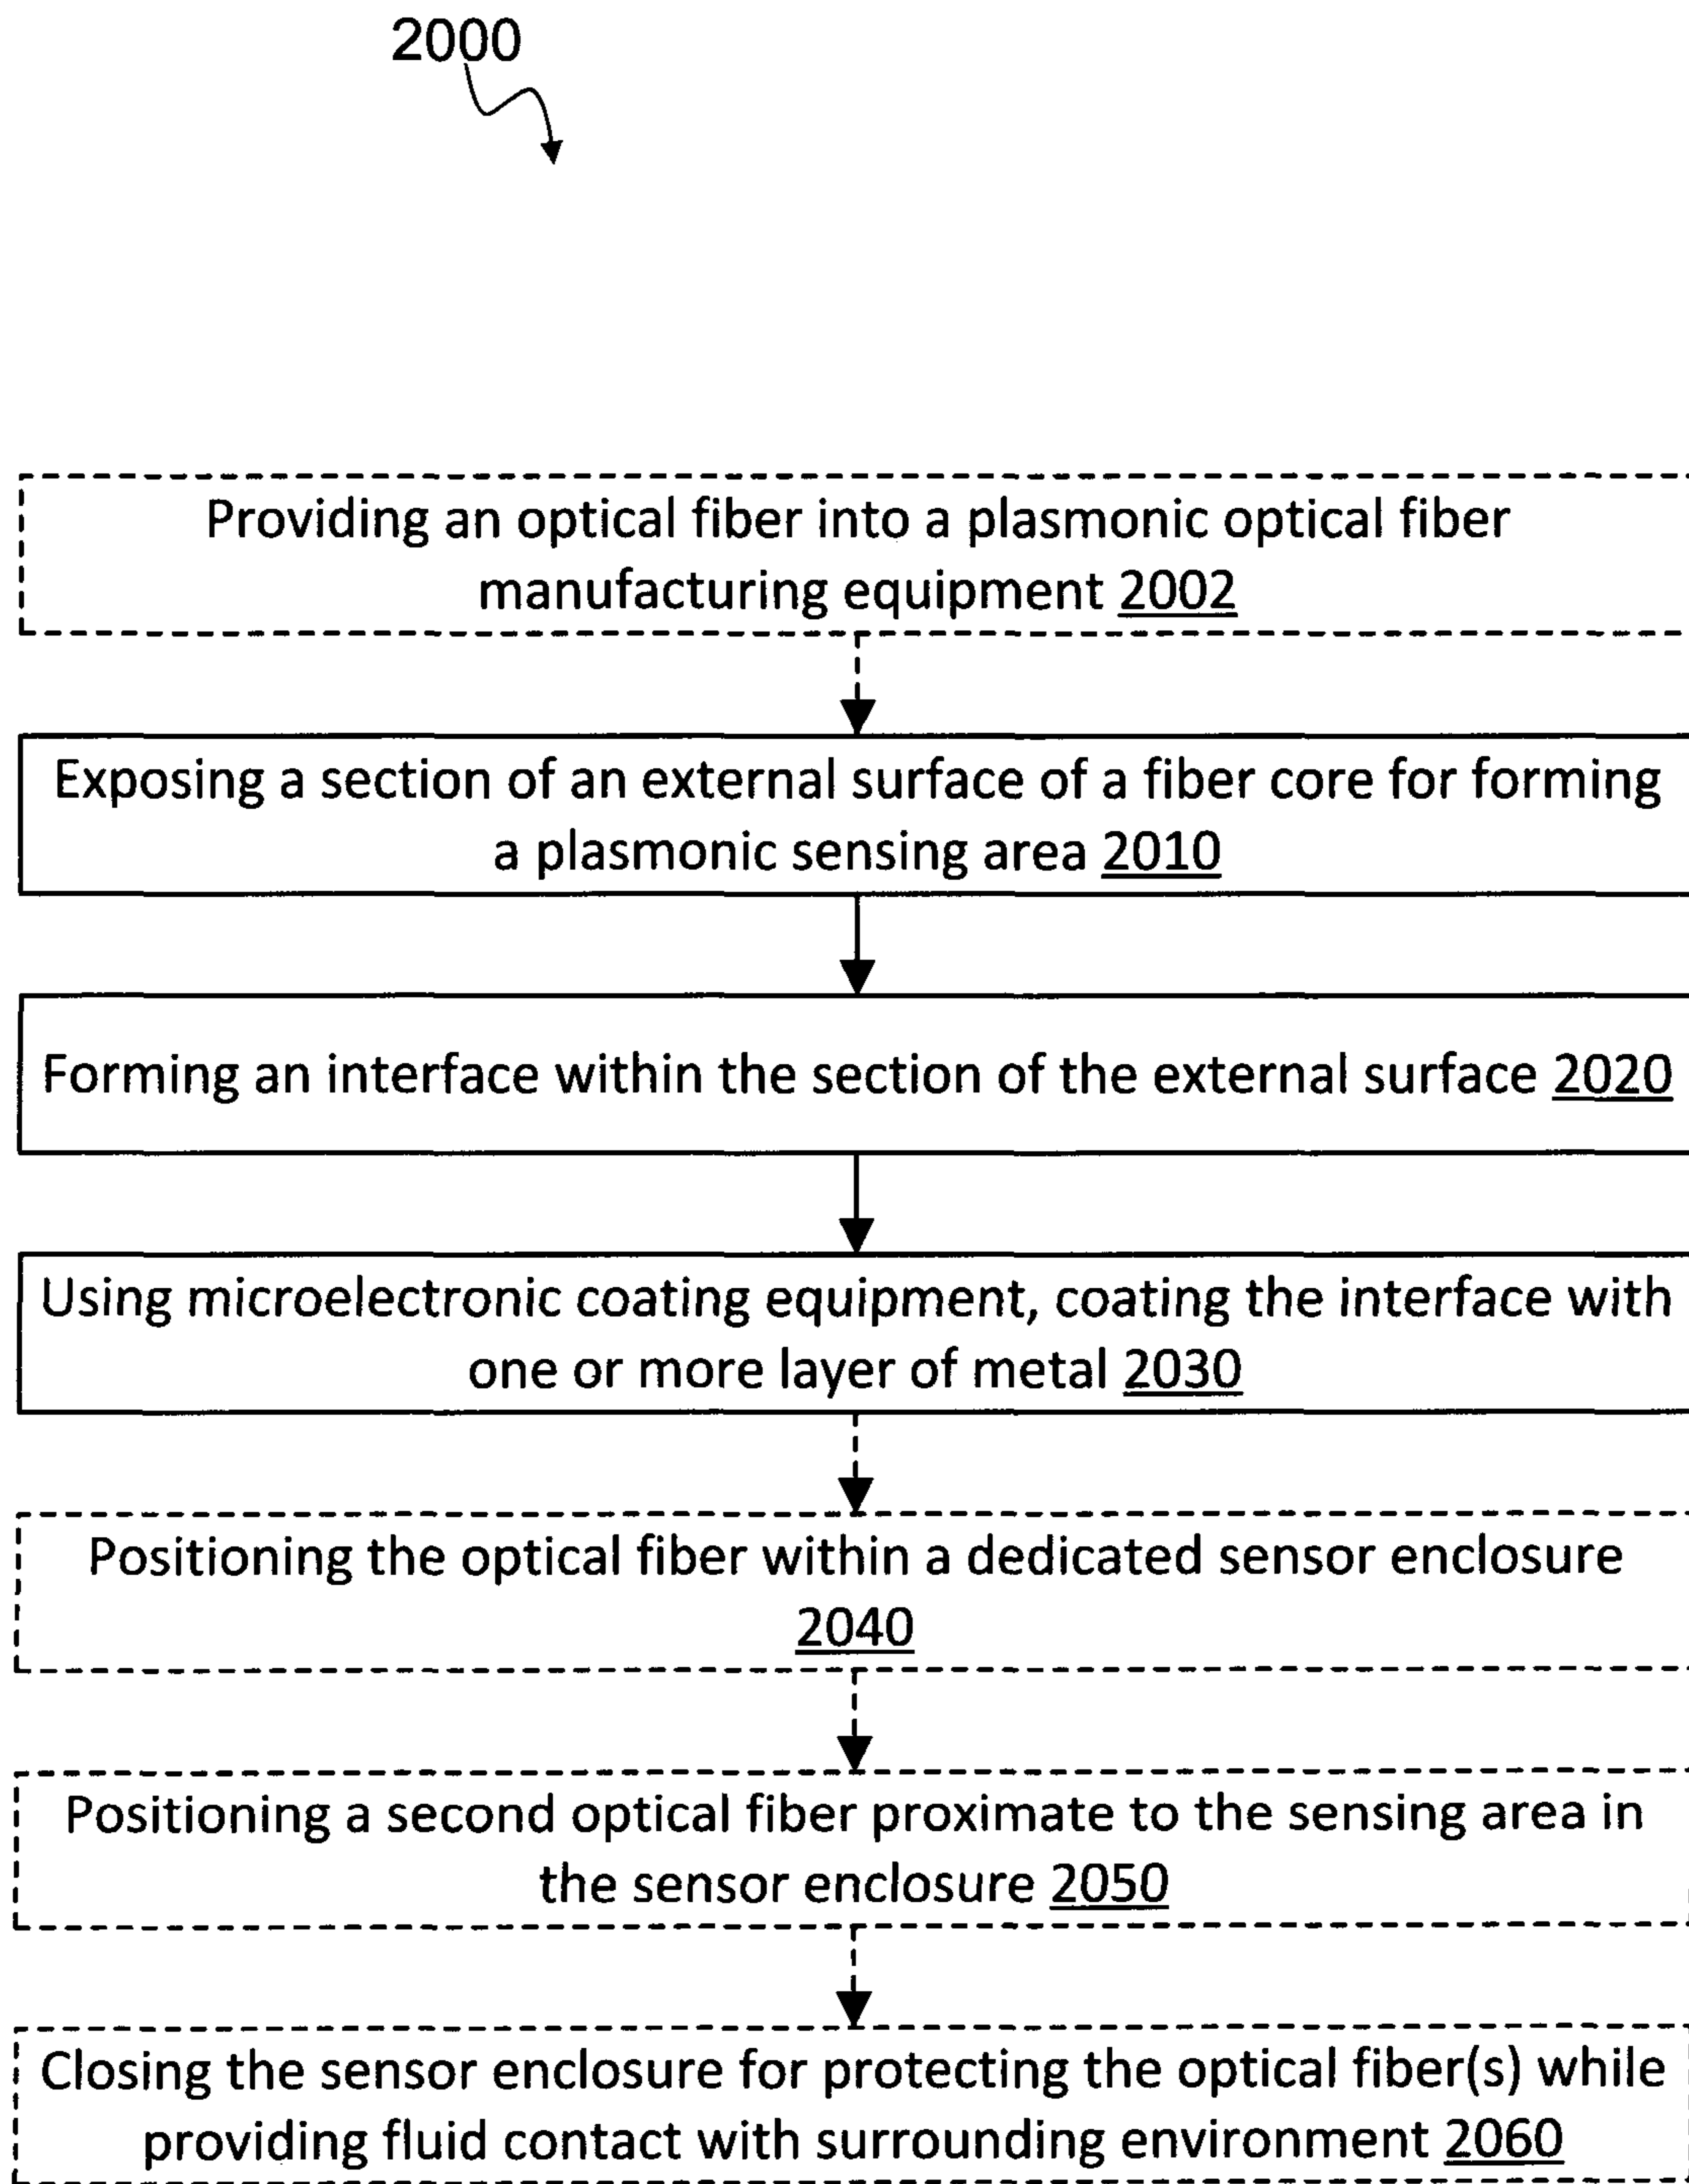 2000
Providing an optical fiber into a plasmonic optical fiber
manufacturing equipment 2002
Exposing a section of an external surface of a fiber core for forming
a plasmonic sensing area 2010
Forming an interface within the section of the external surface 2020
Using microelectronic coating equipment, coating the interface with
one or more layer of metal 2030
Positioning the optical fiber within a dedicated sensor enclosure
2040
Positioning a second optical fiber proximate to the sensing area in
the sensor enclosure 2050
Closing the sensor enclosure for protecting the optical fiber(s) while
providing fluid contact with surrounding environment 2060